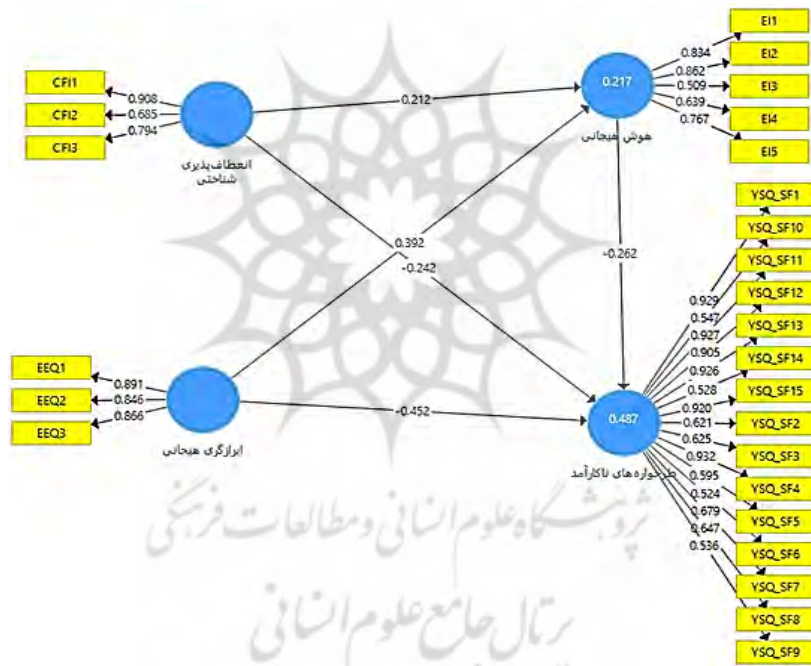 CFI1
CFI2
CFI3
0.908
0.685
0.794
انعطاف‌پذیری
شناختی
0.212
0.217
هوش هیجانی
EI1
EI2
EI3
EI4
EI5
0.834
0.862
0.509
0.639
0.767
0.392
-0.242
-0.262
EEQ1
EEQ2
EEQ3
0.891
0.846
0.866
ابرازگری هیجانی
-0.452
0.487
طرحواره‌های ناکارآمد
YSQ_SF1
YSQ_SF10
YSQ_SF11
YSQ_SF12
YSQ_SF13
YSQ_SF14
YSQ_SF15
YSQ_SF2
YSQ_SF3
YSQ_SF4
YSQ_SF5
YSQ_SF6
YSQ_SF7
YSQ_SF8
YSQ_SF9
0.929
0.547
0.927
0.905
0.926
0.528
0.920
0.621
0.625
0.932
0.595
0.524
0.679
0.647
0.536
پژوهشگاه علوم انسانی و مطالعات فرهنگی
پرتال جامع علوم انسانی